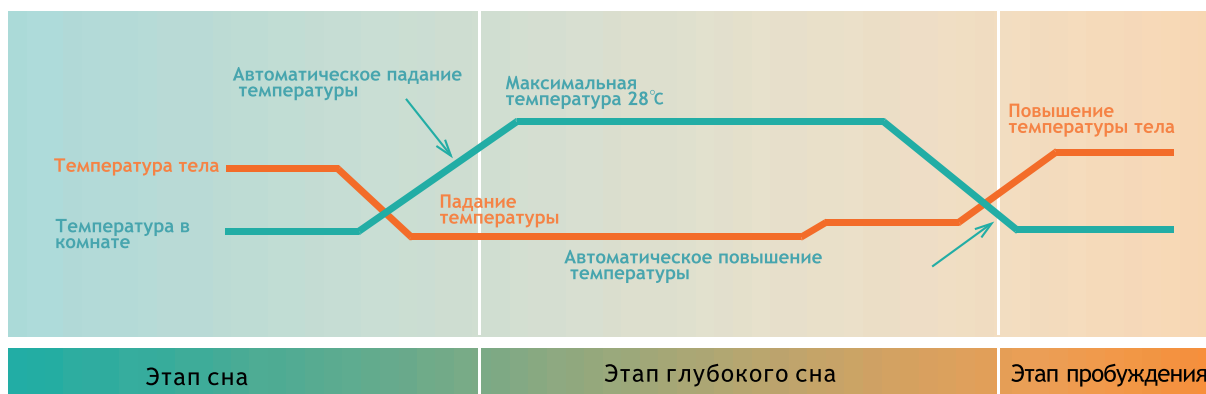 Автоматическое падание
температуры
Максимальная
температура 28℃
Повышение
температуры тела
Температура тела
Падание
температуры
Температура в
комнате
Автоматическое повышение
температуры
Этап сна
Этап глубокого сна
Этап пробуждения